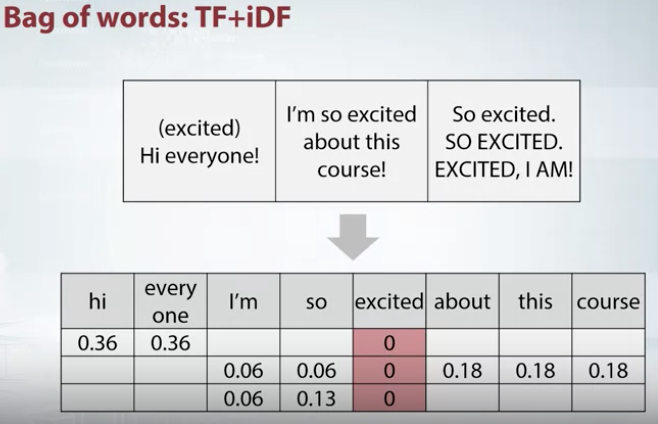 Bag of words: TF+iDF
(excited)
Hi everyone!
I'm so excited
about this
course!
So excited.
SO EXCITED.
EXCITED, I AM!
hi every one I'm so excited about this course
0.36 0.36 0
0.06 0.06 0 0.18 0.18 0.18
0.06 0.13 0